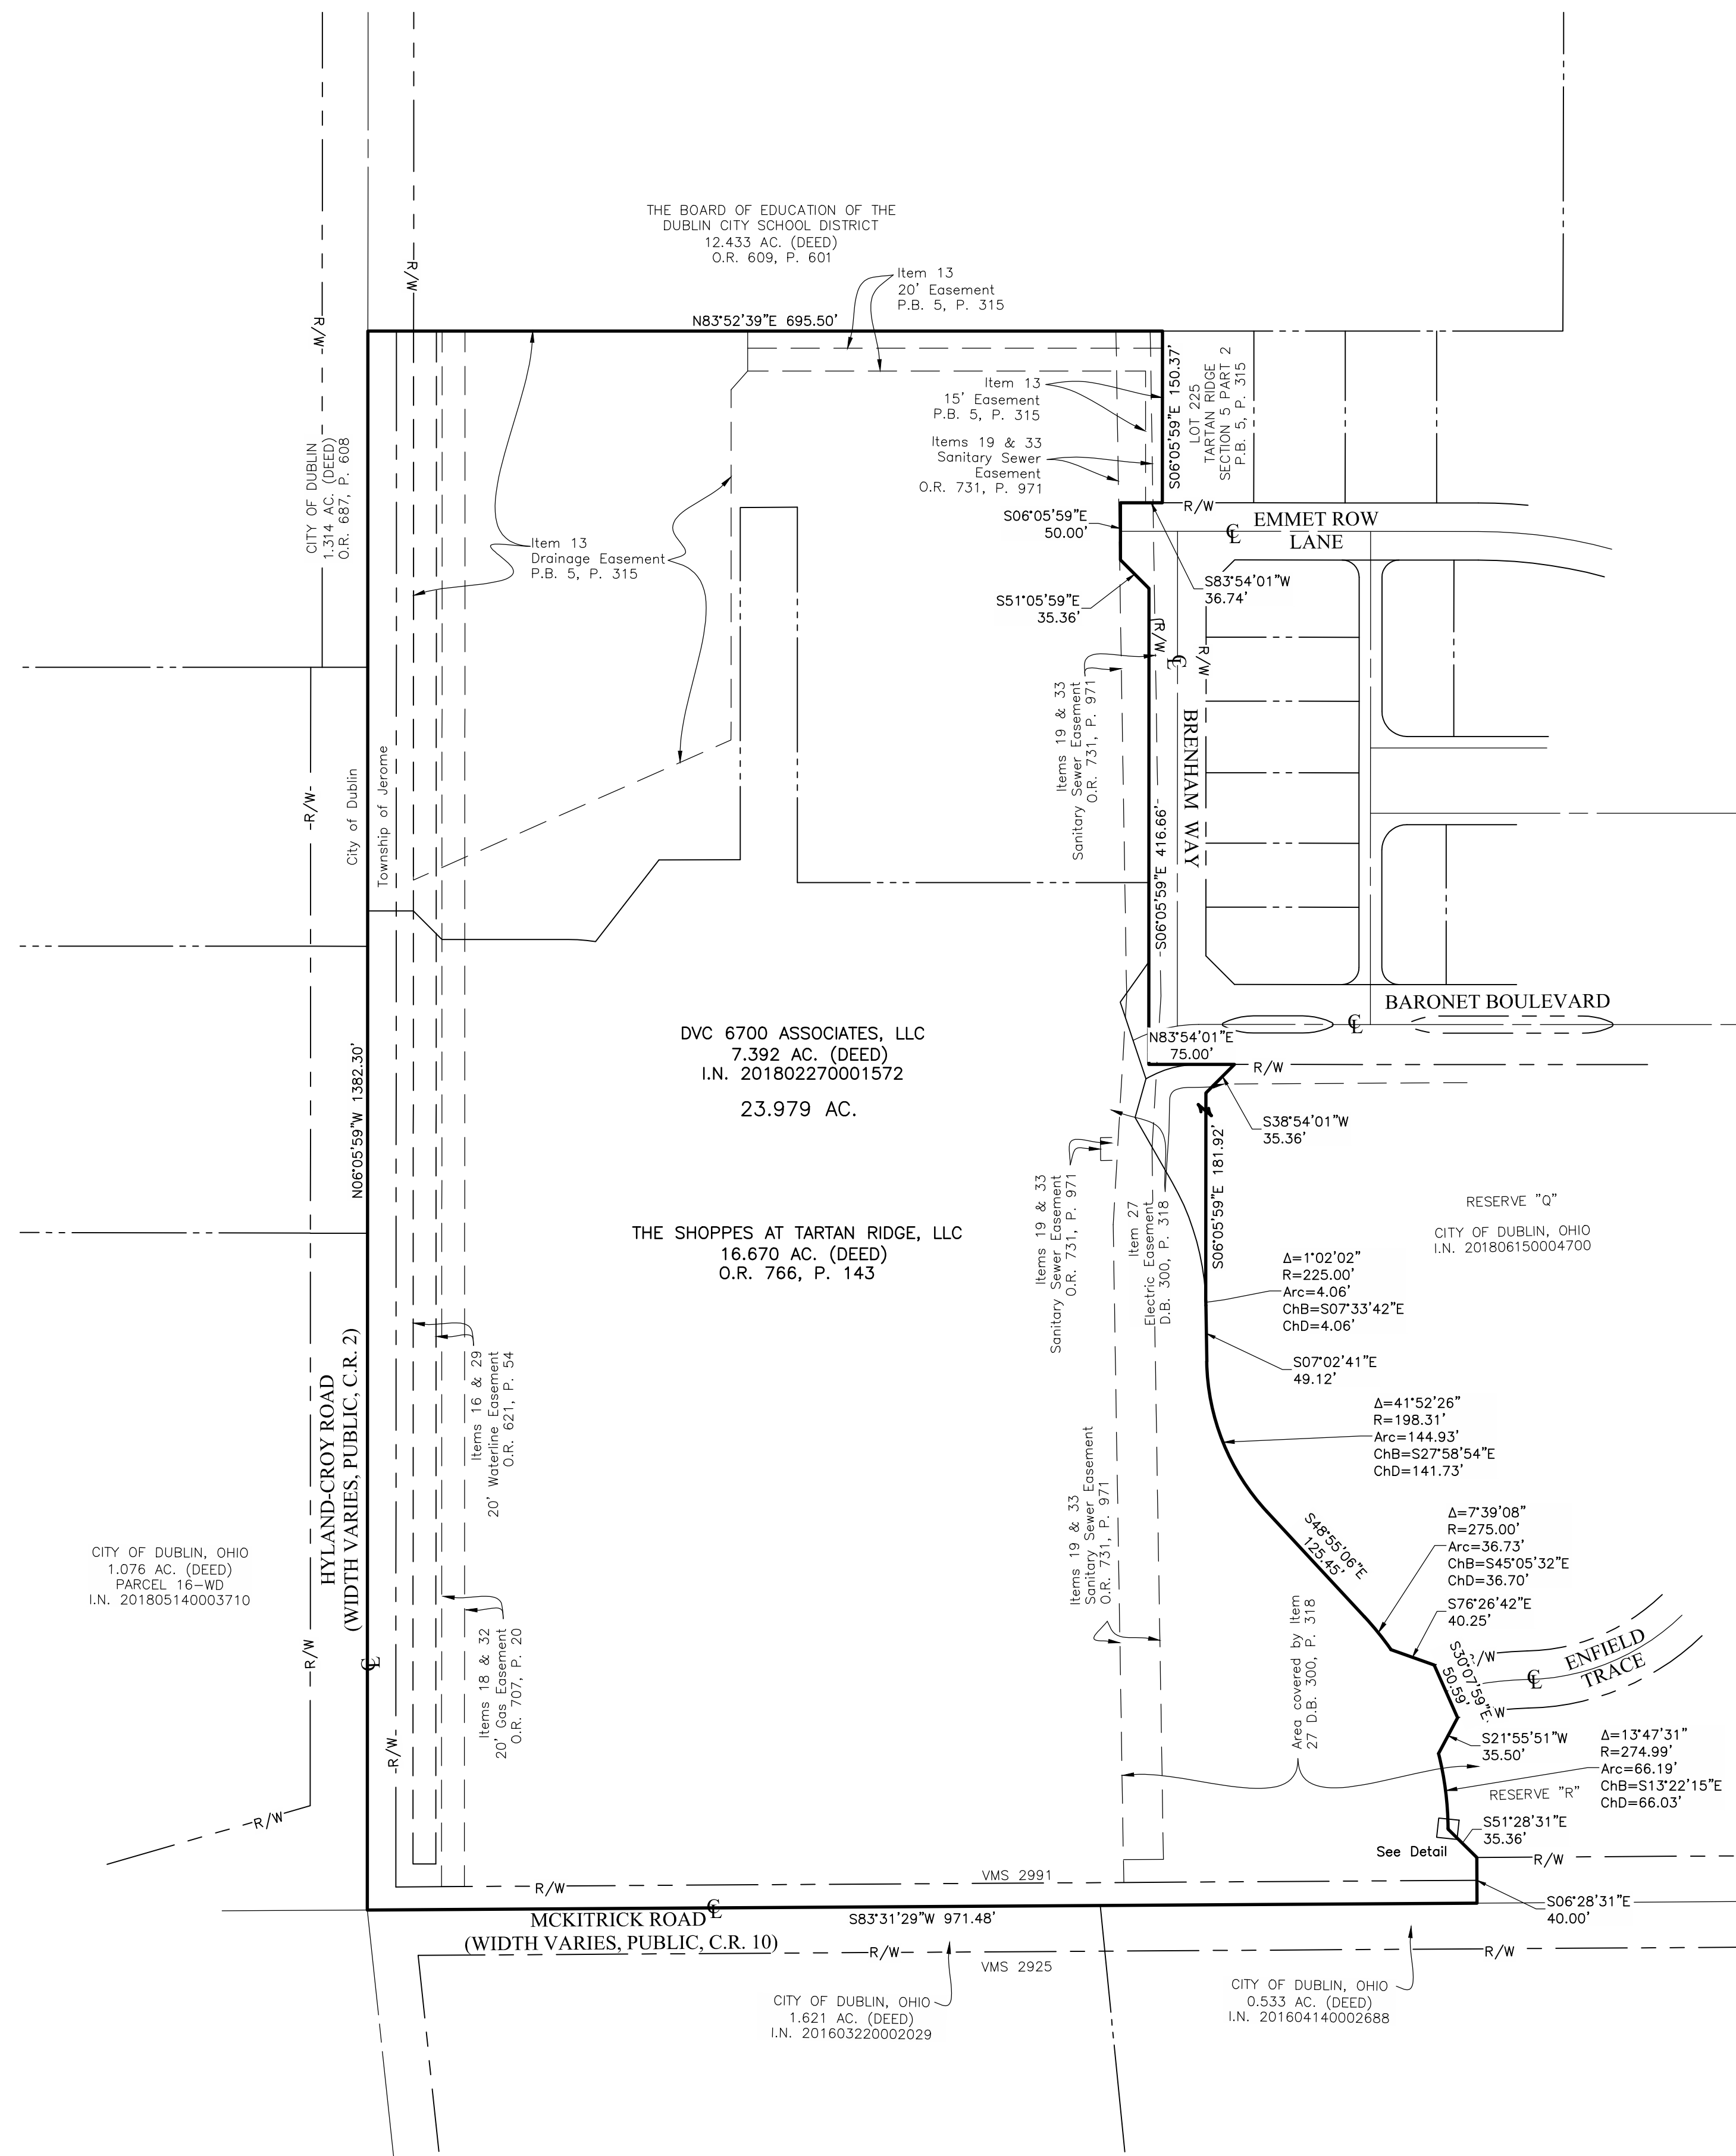 THE BOARD OF EDUCATION OF THE
DUBLIN CITY SCHOOL DISTRICT
12.433 AC. (DEED)
O.R. 609, P. 601
R/W
R/W
Item 13
20' Easement
P.B. 5, P. 315
N83°52'39"E 695.50'
Item 13
15' Easement
P.B. 5, P. 315
Items 19 & 33
Sanitary Sewer
Easement
O.R. 731, P. 971
S06°05'59"E 150.37'
LOT 225
TARTAN RIDGE
SECTION 5 PART 2
P.B. 5, P. 315
CITY OF DUBLIN
1.314 AC. (DEED)
O.R. 687, P. 608
S06°05'59"E
50.00'
R/W
EMMET ROW
LANE
℄
Item 13
Drainage Easement
P.B. 5, P. 315
S83°54'01"W
36.74'
S51°05'59"E
35.36'
R/W
℄
R/W
Items 19 & 33
Sanitary Sewer Easement
O.R. 731, P. 971
BRENHAM WAY
S06°05'59"E 416.66'
R/W
City of Dublin
Township of Jerome
BARONET BOULEVARD
℄
N83°54'01"E
75.00'
R/W
DVC 6700 ASSOCIATES, LLC
7.392 AC. (DEED)
I.N. 201802270001572
23.979 AC.
N06°05'59"W 1382.30'
S38°54'01"W
35.36'
S06°05'59"E 181.92'
THE SHOPPES AT TARTAN RIDGE, LLC
16.670 AC. (DEED)
O.R. 766, P. 143
Items 19 & 33
Sanitary Sewer Easement
O.R. 731, P. 971
Item 27
Electric Easement
D.B. 300, P. 318
RESERVE "Q"
CITY OF DUBLIN, OHIO
I.N. 201806150004700
Δ=1°02'02"
R=225.00'
Arc=4.06'
ChB=S07°33'42"E
ChD=4.06'
S07°02'41"E
49.12'
HYLAND-CROY ROAD
(WIDTH VARIES, PUBLIC, C.R. 2)
Items 16 & 29
20' Waterline Easement
O.R. 621, P. 54
Δ=41°52'26"
R=198.31'
Arc=144.93'
ChB=S27°58'54"E
ChD=141.73'
Items 19 & 33
Sanitary Sewer Easement
O.R. 731, P. 971
S48°55'06"E
125.45'
Δ=7°39'08"
R=275.00'
Arc=36.73'
ChB=S45°05'32"E
ChD=36.70'
CITY OF DUBLIN, OHIO
1.076 AC. (DEED)
PARCEL 16-WD
I.N. 201805140003710
S76°26'42"E
40.25'
Items 18 & 32
20' Gas Easement
O.R. 707, P. 20
Area covered by Item
27 D.B. 300, P. 318
R/W
℄
S30°07'59"E
50.59'
/W
℄
ENFIELD
TRACE
W
R/W
S21°55'51"W
35.50'
Δ=13°47'31"
R=274.99'
Arc=66.19'
ChB=S13°22'15"E
ChD=66.03'
RESERVE "R"
R/W
S51°28'31"E
35.36'
See Detail
R/W
VMS 2991
R/W
S06°28'31"E
40.00'
MCKITRICK ROAD
℄
(WIDTH VARIES, PUBLIC, C.R. 10)
S83°31'29"W 971.48'
R/W
R/W
VMS 2925
CITY OF DUBLIN, OHIO
1.621 AC. (DEED)
I.N. 201603220002029
CITY OF DUBLIN, OHIO
0.533 AC. (DEED)
I.N. 201604140002688